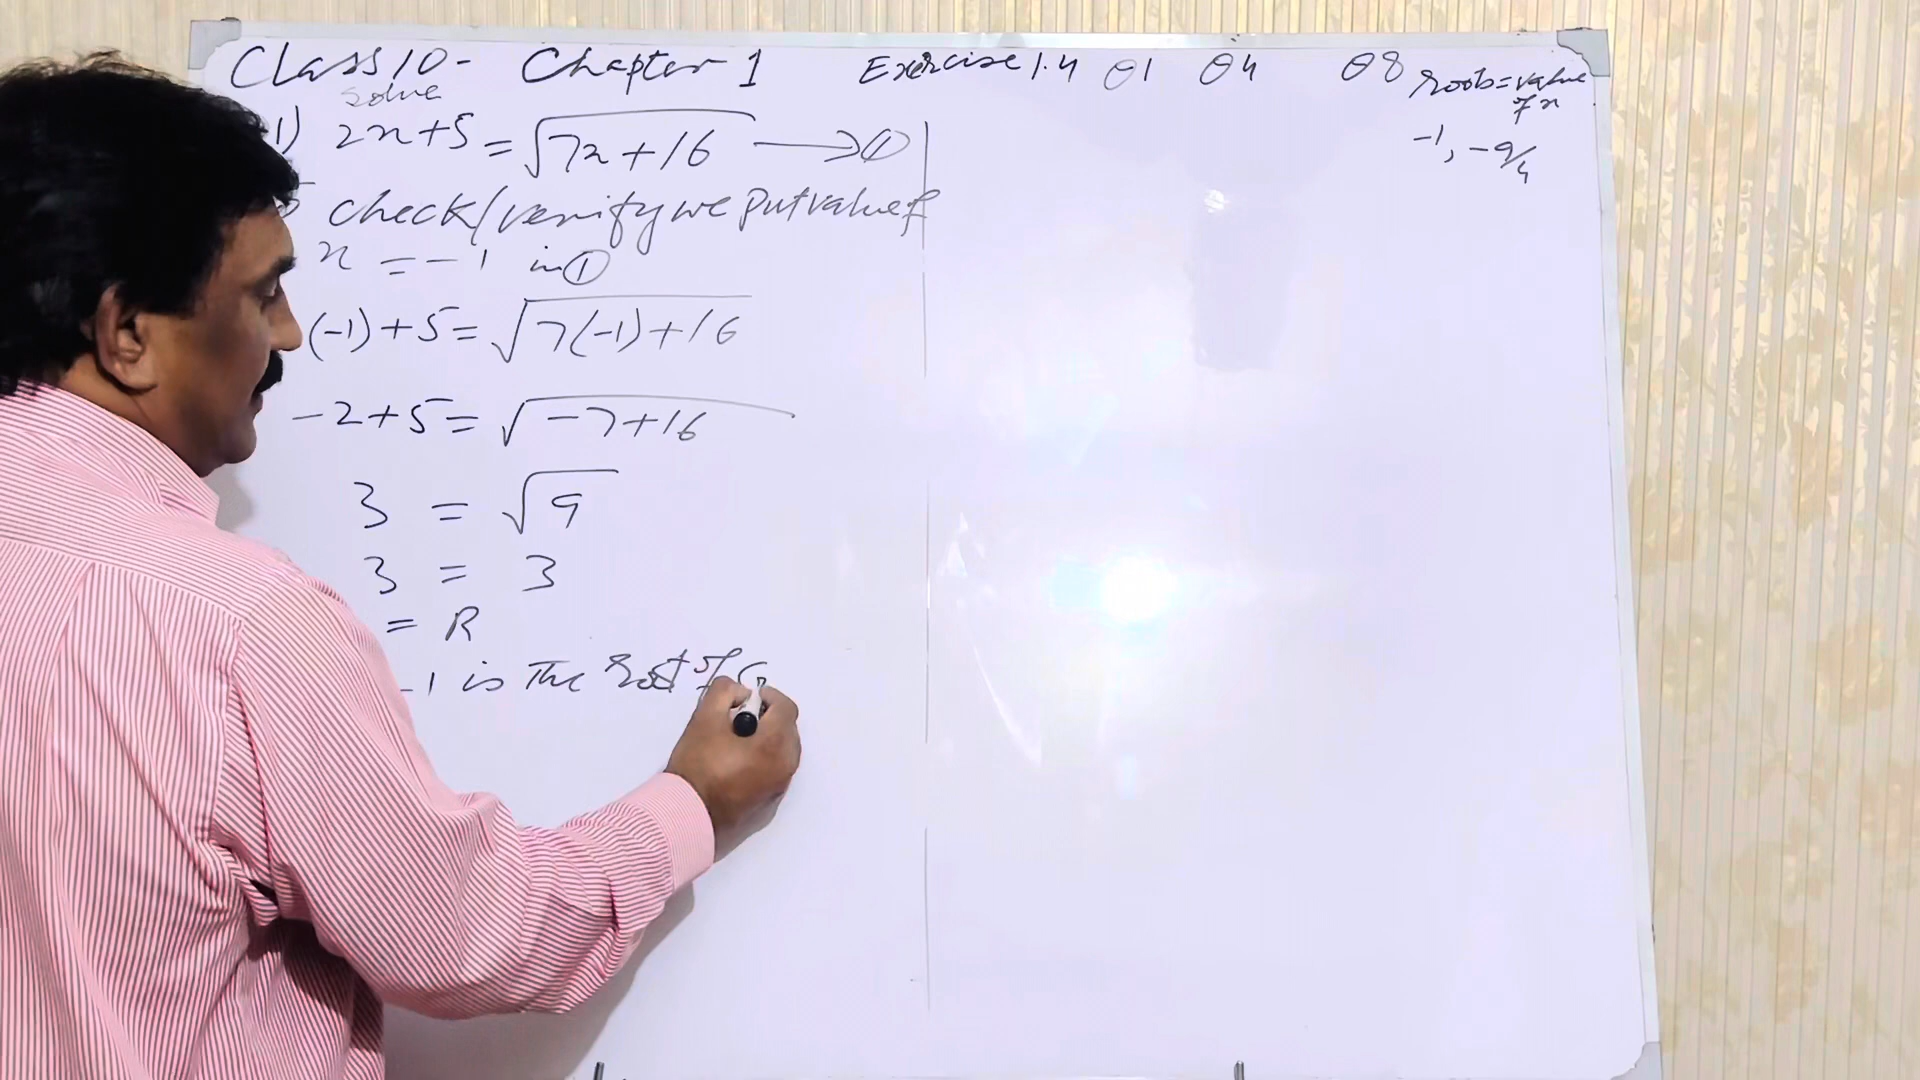 Class 10 - Chapter 1 Exercise 1.4 Q1 Q4 Q8
roots = value
of x
-1, -9/4
solve
1) 2x+5 = √7x+16 → ①
check/verify we put value of
x = -1 in ①
(-1)+5 = √7(-1)+16
-2+5 = √-7+16
3 = √9
3 = 3
= R
-1 is the root of